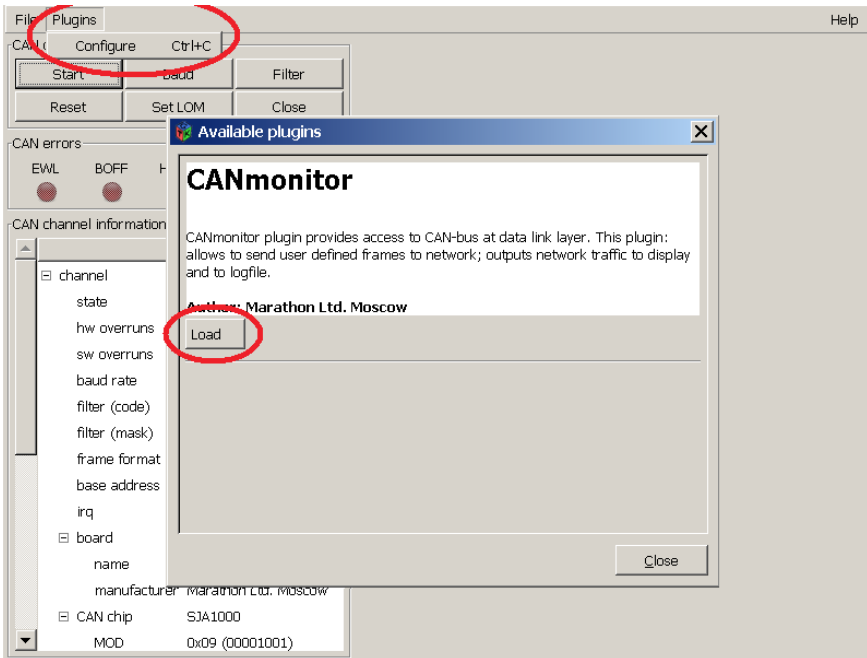 File Plugins Help
Configure Ctrl+C
CAN
Start Baud Filter
Reset Set LOM Close
CAN errors
EWL BOFF H
CAN channel information
channel
state
hw overruns
sw overruns
baud rate
filter (code)
filter (mask)
frame format
base address
irq
board
name
manufacturer Marathon Ltd. Moscow
CAN chip SJA1000
MOD 0x09 (00001001)
Available plugins
CANmonitor
CANmonitor plugin provides access to CAN-bus at data link layer. This plugin:
allows to send user defined frames to network; outputs network traffic to display
and to logfile.
Author: Marathon Ltd. Moscow
Load
Close